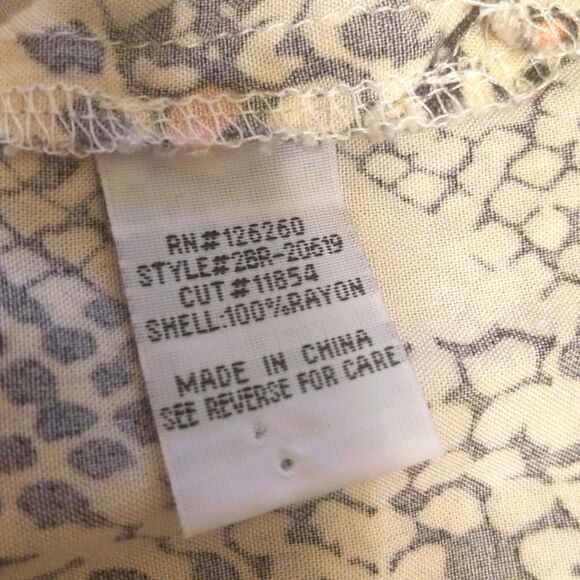 RN#126260
STYLE#2BR-20619
CUT#11854
SHELL:100%RAYON
MADE IN CHINA
SEE REVERSE FOR CARE